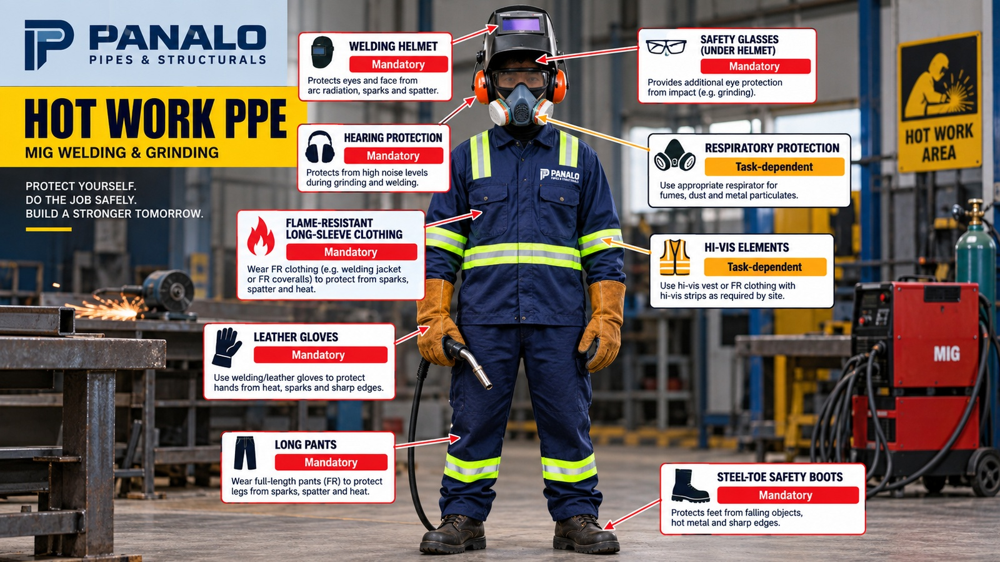 PANALO
PIPES & STRUCTURALS
HOT WORK PPE
MIG WELDING & GRINDING
PROTECT YOURSELF.
DO THE JOB SAFELY.
BUILD A STRONGER TOMORROW.
WELDING HELMET
Mandatory
Protects eyes and face from
arc radiation, sparks and spatter.
SAFETY GLASSES
(UNDER HELMET)
Mandatory
Provides additional eye protection
from impact (e.g. grinding).
HEARING PROTECTION
Mandatory
Protects from high noise levels
during grinding and welding.
RESPIRATORY PROTECTION
Task-dependent
Use appropriate respirator for
fumes, dust and metal particulates.
FLAME-RESISTANT
LONG-SLEEVE CLOTHING
Mandatory
Wear FR clothing (e.g. welding jacket
or FR coveralls) to protect from sparks,
spatter and heat.
HI-VIS ELEMENTS
Task-dependent
Use hi-vis vest or FR clothing with
hi-vis strips as required by site.
LEATHER GLOVES
Mandatory
Use welding/leather gloves to protect
hands from heat, sparks and sharp edges.
LONG PANTS
Mandatory
Wear full-length pants (FR) to protect
legs from sparks, spatter and heat.
STEEL-TOE SAFETY BOOTS
Mandatory
Protects feet from falling objects,
hot metal and sharp edges.
PANALO
PIPES & STRUCTURALS
HOT WORK
AREA
MIG